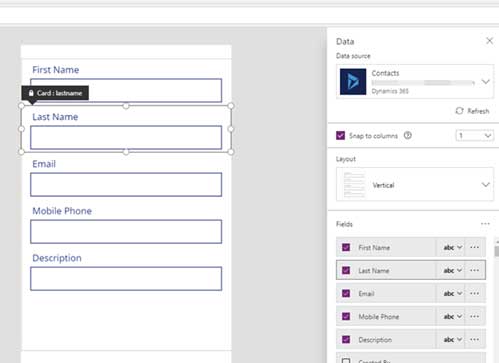 First Name
Card : lastname
Last Name
Email
Mobile Phone
Description
Data
Data source
Contacts
Dynamics 365
Refresh
Snap to columns
1
Layout
Vertical
Fields
First Name abc
Last Name abc
Email abc
Mobile Phone abc
Description abc
Created By